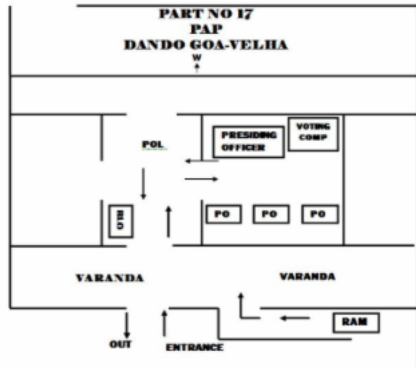 PART NO 17
PAP
DANDO GOA-VELHA
W
POL
PRESIDING
OFFICER
VOTING
COMP
BLO
PO PO PO
VARANDA VARANDA
RAM
OUT
ENTRANCE